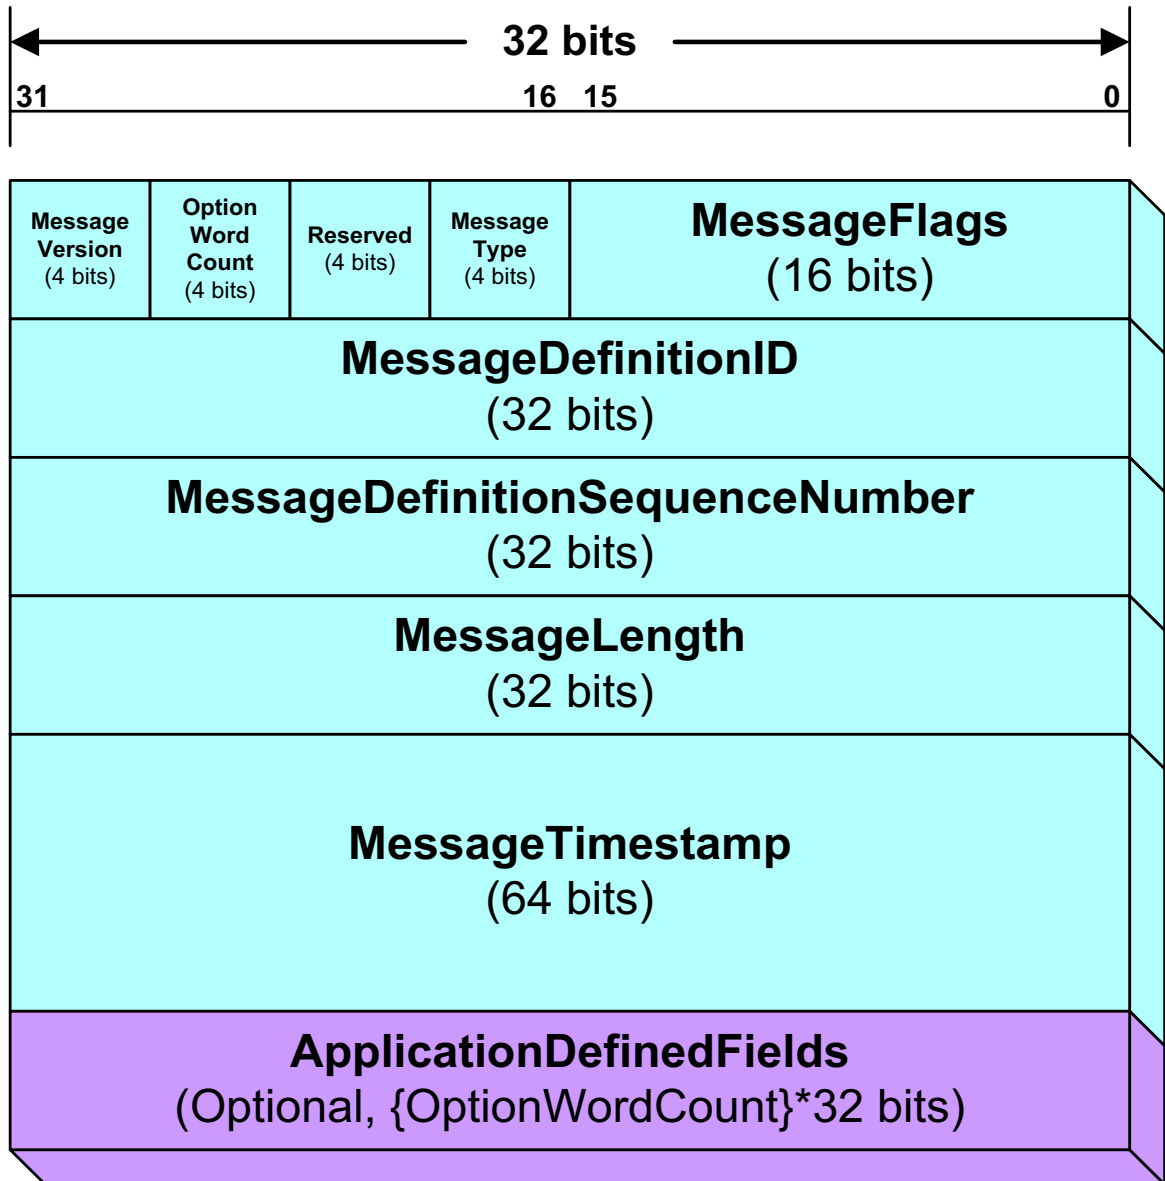 32 bits
31 16 15 0
Message
Version
(4 bits)
Option
Word
Count
(4 bits)
Reserved
(4 bits)
Message
Type
(4 bits)
MessageFlags
(16 bits)
MessageDefinitionID
(32 bits)
MessageDefinitionSequenceNumber
(32 bits)
MessageLength
(32 bits)
MessageTimestamp
(64 bits)
ApplicationDefinedFields
(Optional, {OptionWordCount}*32 bits)